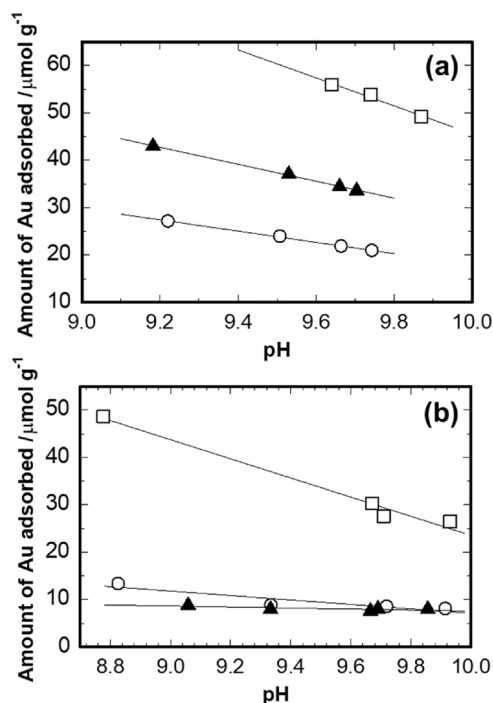 (a)
Amount of Au adsorbed /μmol g⁻¹
60
50
40
30
20
10
9.0 9.2 9.4 9.6 9.8 10.0
pH
(b)
Amount of Au adsorbed /μmol g⁻¹
50
40
30
20
10
0
8.8 9.0 9.2 9.4 9.6 9.8 10.0
pH